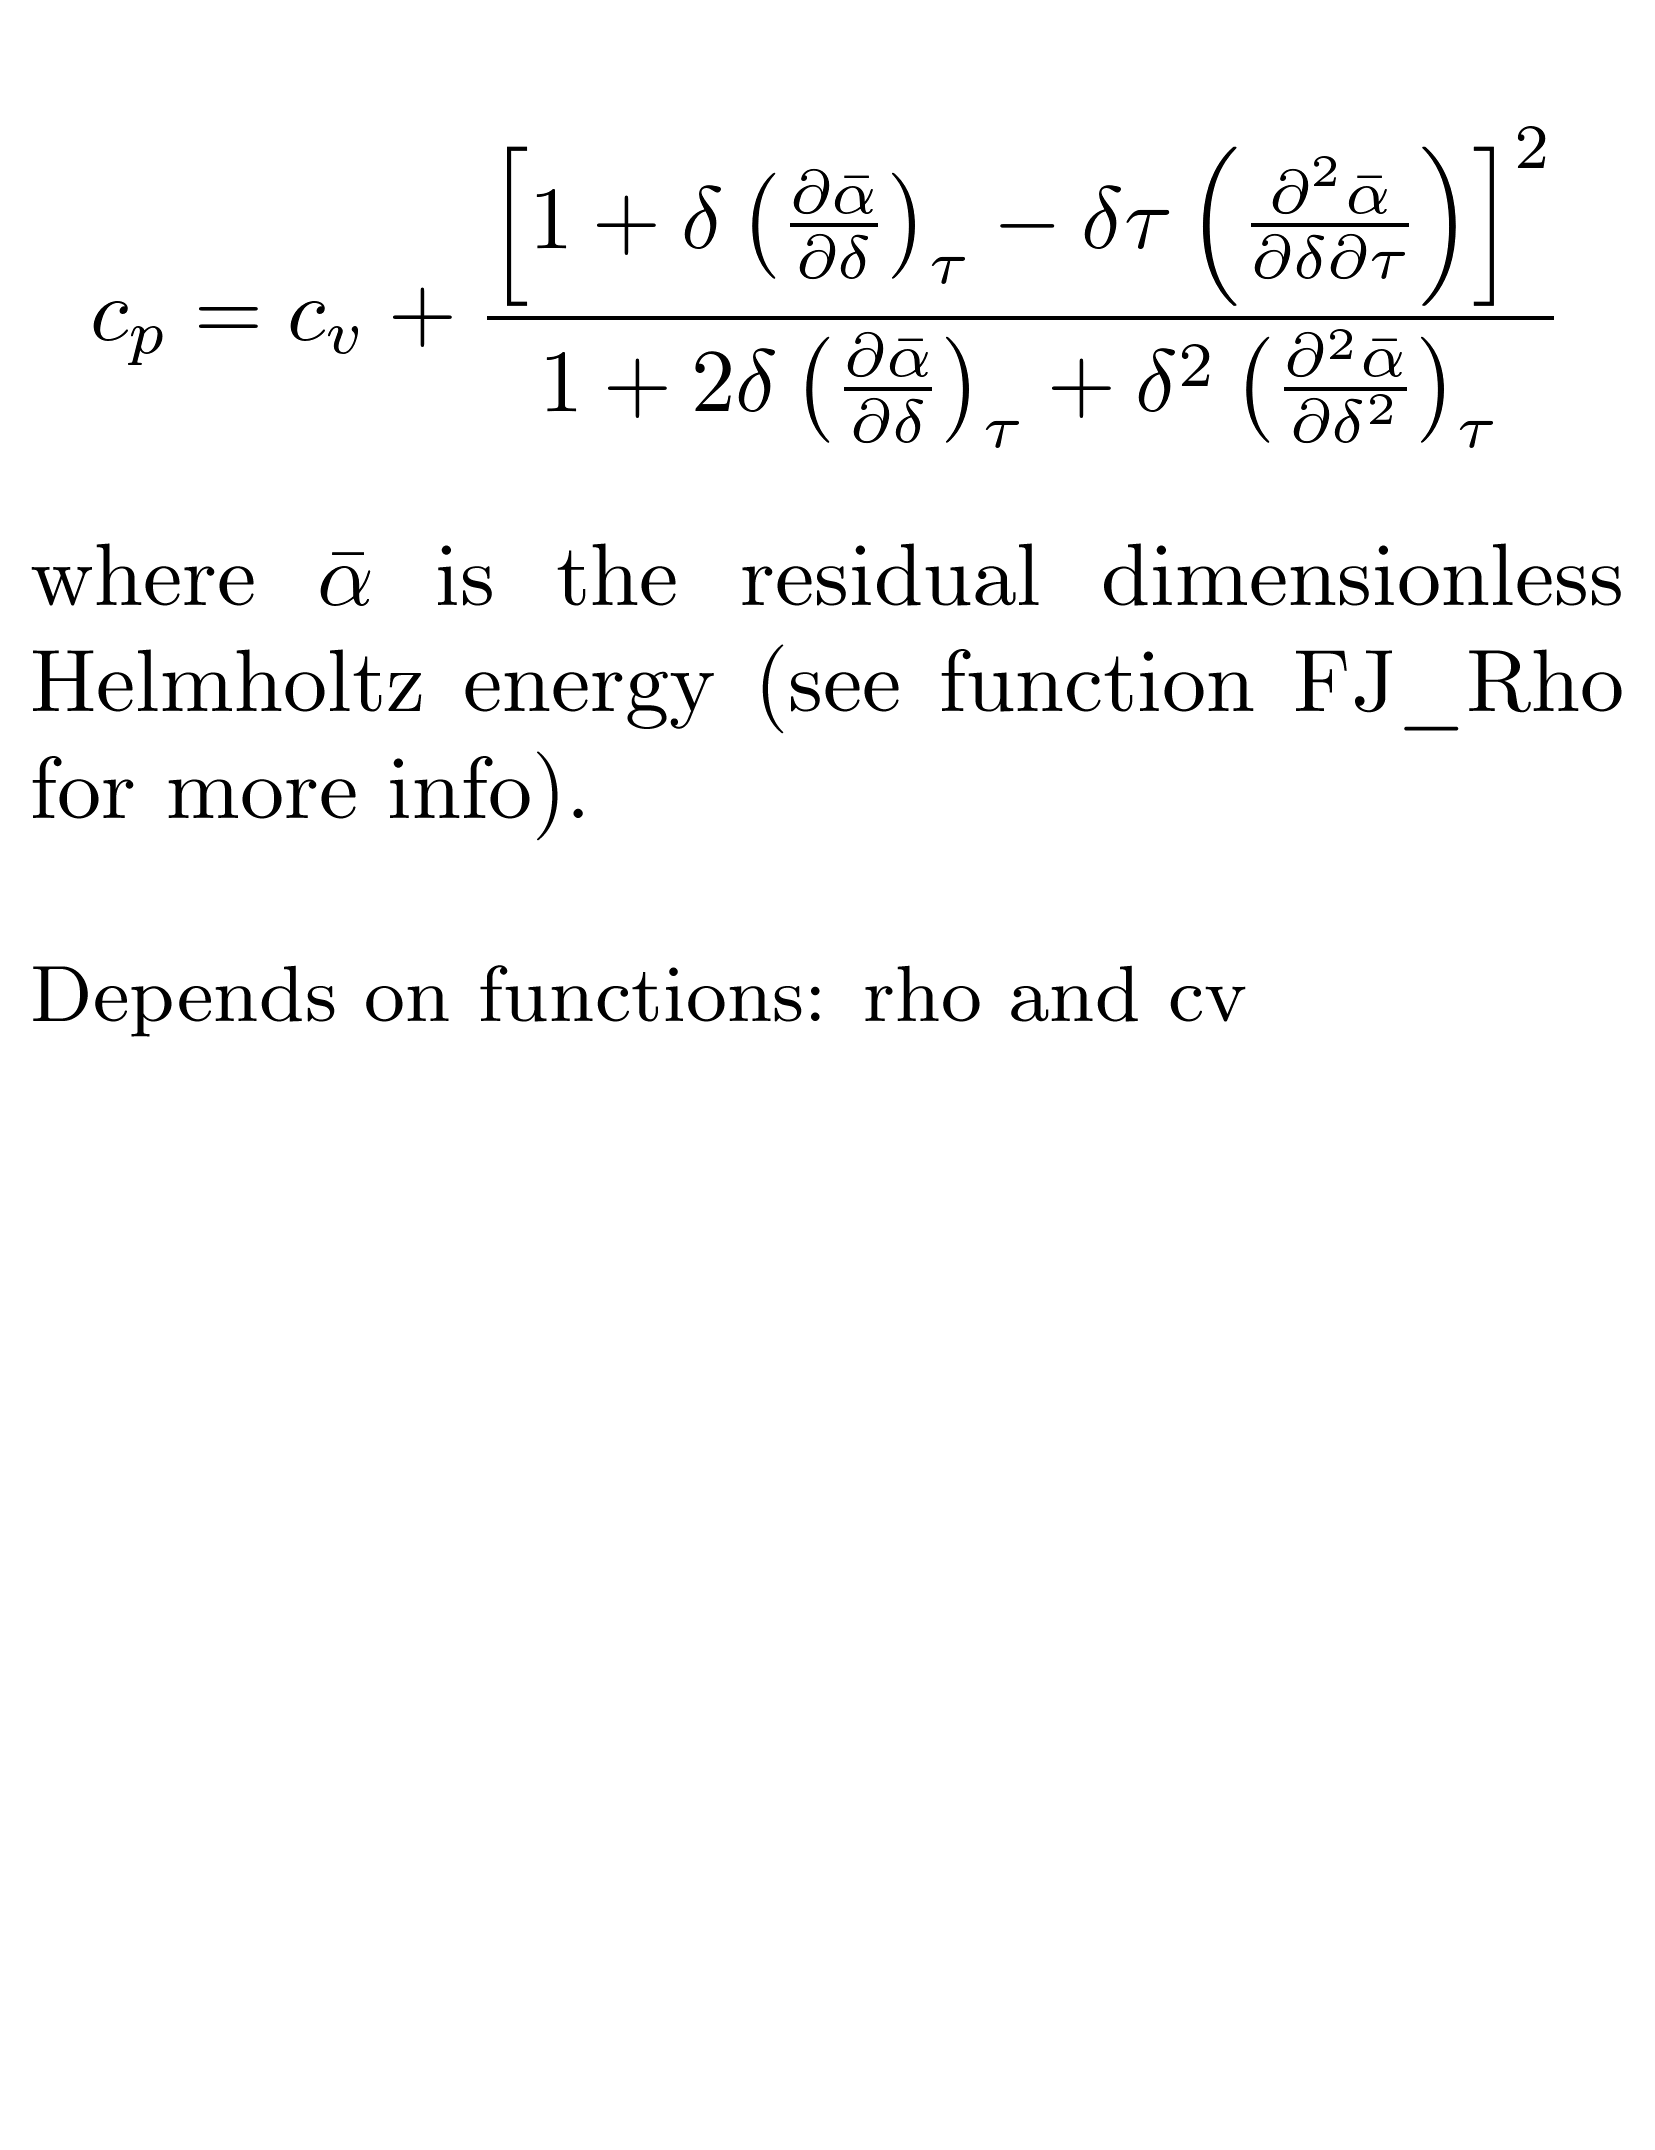 c_p = c_v + \frac{\left[1 + \delta \left(\frac{\partial \bar{\alpha}}{\partial \delta}\right)_\tau - \delta\tau \left(\frac{\partial^2 \bar{\alpha}}{\partial \delta \partial \tau}\right)\right]^2}{1 + 2\delta \left(\frac{\partial \bar{\alpha}}{\partial \delta}\right)_\tau + \delta^2 \left(\frac{\partial^2 \bar{\alpha}}{\partial \delta^2}\right)_\tau}
where \bar{\alpha} is the residual dimensionless
Helmholtz energy (see function FJ_Rho
for more info).
Depends on functions: rho and cv